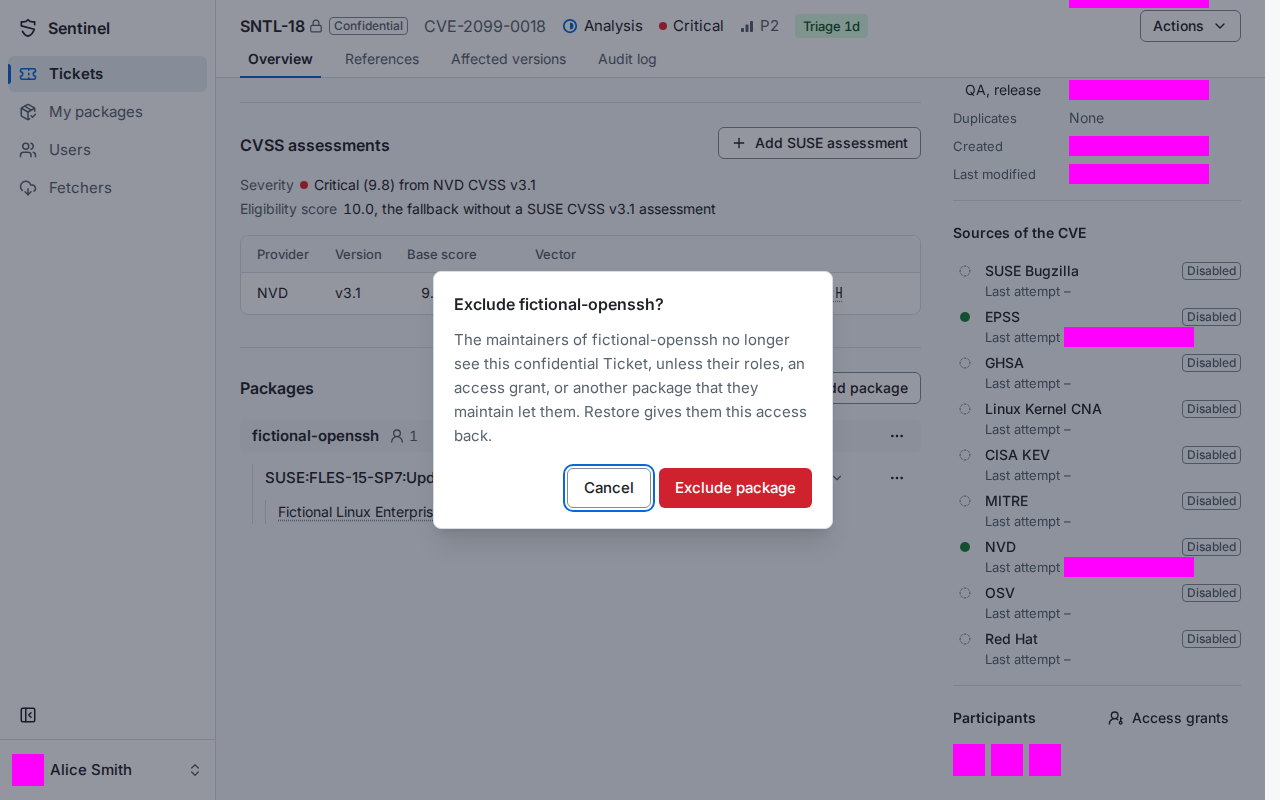 Sentinel
Tickets
My packages
Users
Fetchers
Alice Smith
SNTL-18 Confidential CVE-2099-0018 Analysis Critical P2 Triage 1d
Actions
Overview References Affected versions Audit log
CVSS assessments
Add SUSE assessment
Severity Critical (9.8) from NVD CVSS v3.1
Eligibility score 10.0, the fallback without a SUSE CVSS v3.1 assessment
Provider Version Base score Vector
NVD v3.1 9. H
Packages
dd package
fictional-openssh 1
SUSE:FLES-15-SP7:Upd
Fictional Linux Enterpris
Exclude fictional-openssh?
The maintainers of fictional-openssh no longer
see this confidential Ticket, unless their roles, an
access grant, or another package that they
maintain let them. Restore gives them this access
back.
Cancel
Exclude package
QA, release
Duplicates None
Created
Last modified
Sources of the CVE
SUSE Bugzilla Disabled
Last attempt –
EPSS Disabled
Last attempt
GHSA Disabled
Last attempt –
Linux Kernel CNA Disabled
Last attempt –
CISA KEV Disabled
Last attempt –
MITRE Disabled
Last attempt –
NVD Disabled
Last attempt
OSV Disabled
Last attempt –
Red Hat Disabled
Last attempt –
Participants
Access grants